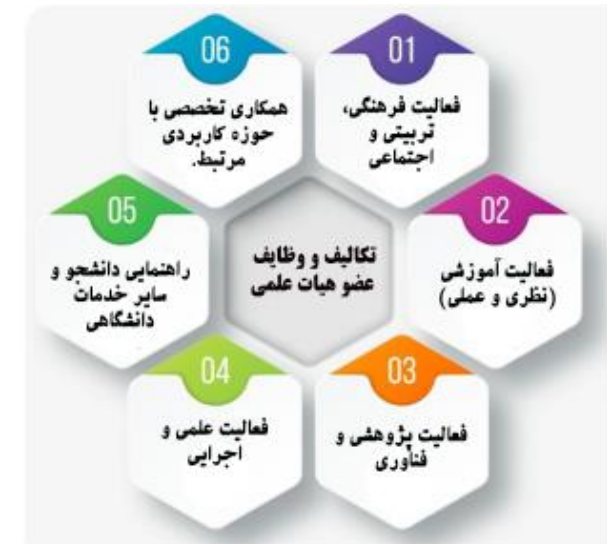 تکالیف و وظایف
عضو هیات علمی
01
فعالیت فرهنگی،
تربیتی و
اجتماعی
02
فعالیت آموزشی
(نظری و عملی)
03
فعالیت پژوهشی و
فناوری
04
فعالیت علمی و
اجرایی
05
راهنمایی دانشجو و
سایر خدمات
دانشگاهی
06
همکاری تخصصی با
حوزه کاربردی
مرتبط.